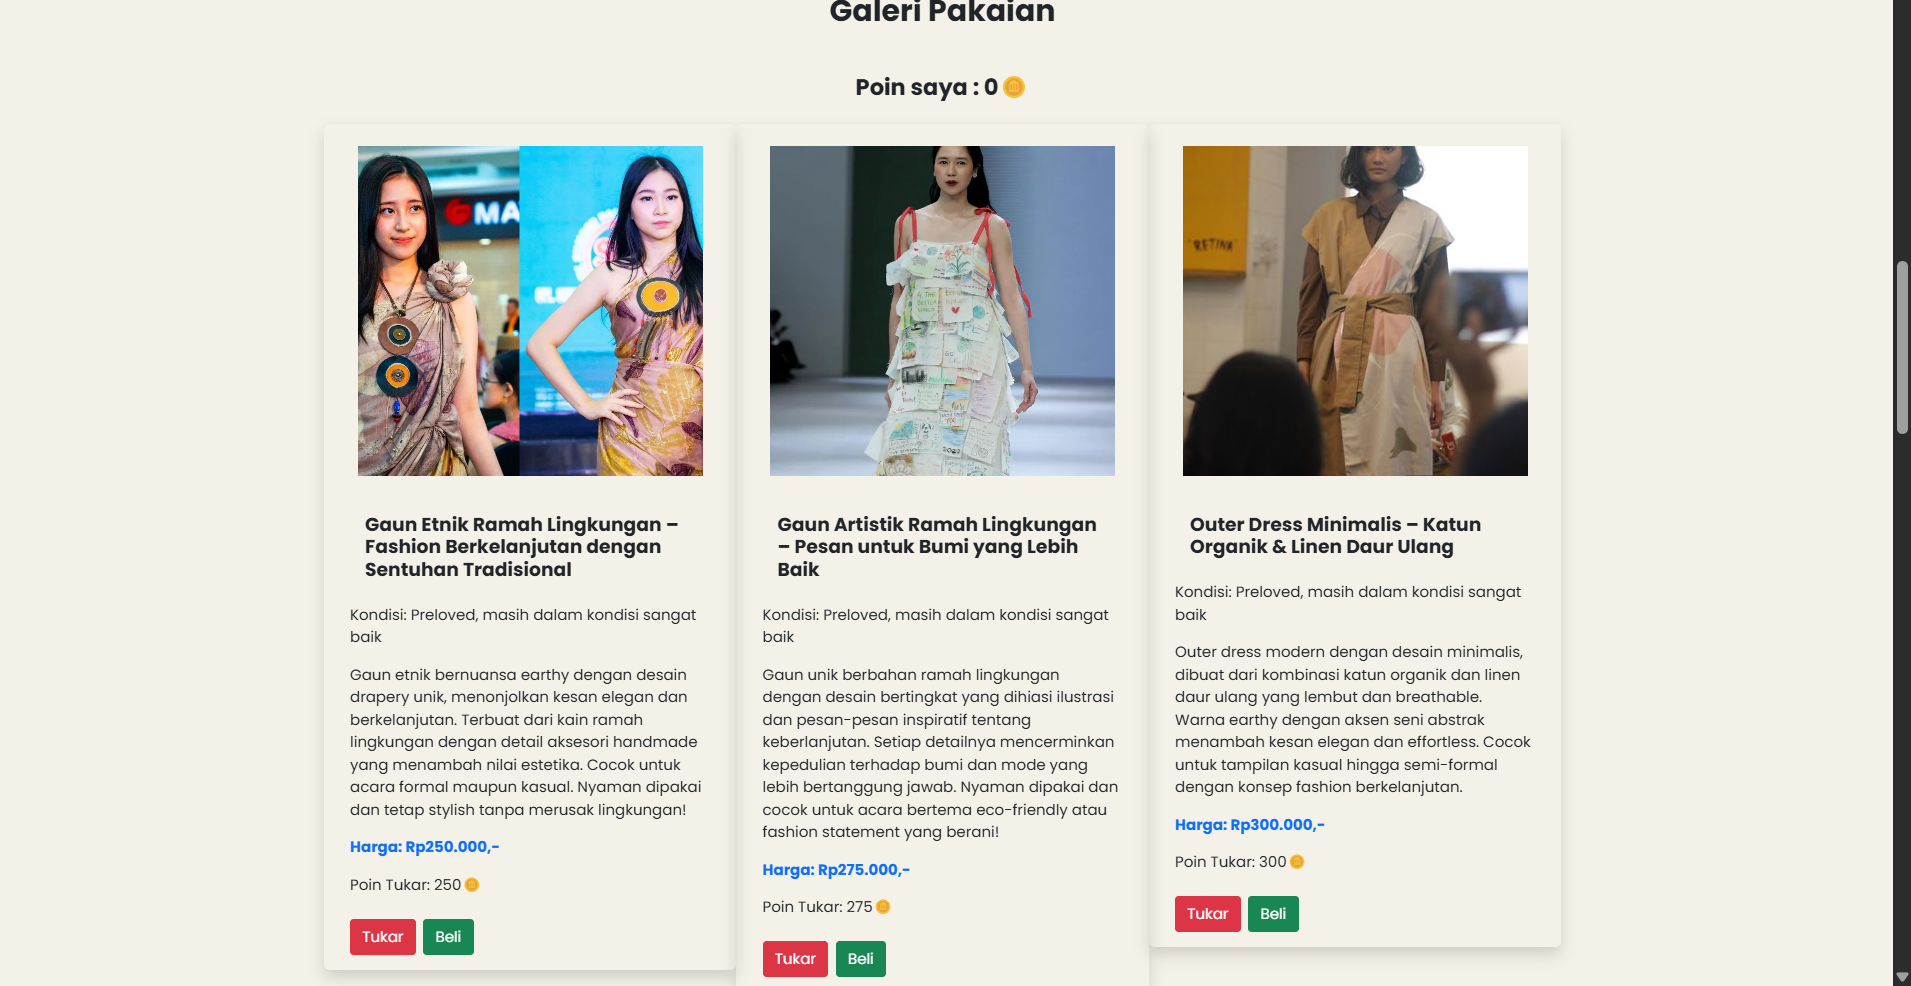 Galeri Pakaian
Poin saya : 0
GMA
"RETINA"
Gaun Etnik Ramah Lingkungan –
Fashion Berkelanjutan dengan
Sentuhan Tradisional
Kondisi: Preloved, masih dalam kondisi sangat
baik
Gaun etnik bernuansa earthy dengan desain
drapery unik, menonjolkan kesan elegan dan
berkelanjutan. Terbuat dari kain ramah
lingkungan dengan detail aksesori handmade
yang menambah nilai estetika. Cocok untuk
acara formal maupun kasual. Nyaman dipakai
dan tetap stylish tanpa merusak lingkungan!
Harga: Rp250.000,-
Poin Tukar: 250
Tukar
Beli
Gaun Artistik Ramah Lingkungan
– Pesan untuk Bumi yang Lebih
Baik
Kondisi: Preloved, masih dalam kondisi sangat
baik
Gaun unik berbahan ramah lingkungan
dengan desain bertingkat yang dihiasi ilustrasi
dan pesan-pesan inspiratif tentang
keberlanjutan. Setiap detailnya mencerminkan
kepedulian terhadap bumi dan mode yang
lebih bertanggung jawab. Nyaman dipakai dan
cocok untuk acara bertema eco-friendly atau
fashion statement yang berani!
Harga: Rp275.000,-
Poin Tukar: 275
Tukar
Beli
Outer Dress Minimalis – Katun
Organik & Linen Daur Ulang
Kondisi: Preloved, masih dalam kondisi sangat
baik
Outer dress modern dengan desain minimalis,
dibuat dari kombinasi katun organik dan linen
daur ulang yang lembut dan breathable.
Warna earthy dengan aksen seni abstrak
menambah kesan elegan dan effortless. Cocok
untuk tampilan kasual hingga semi-formal
dengan konsep fashion berkelanjutan.
Harga: Rp300.000,-
Poin Tukar: 300
Tukar
Beli